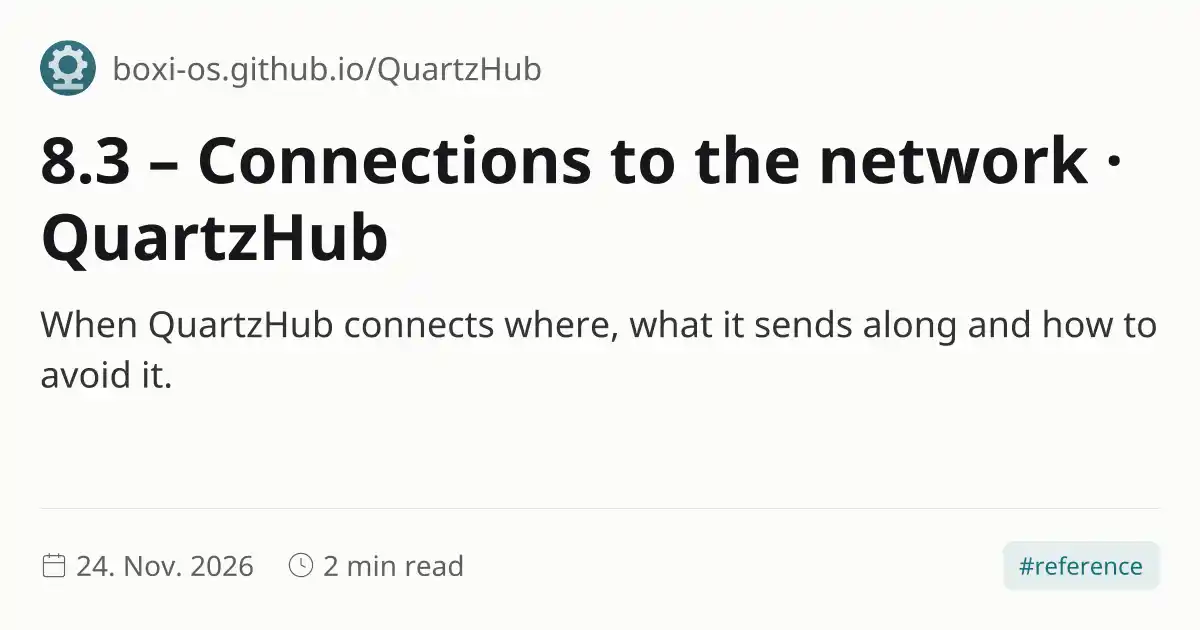 boxi-os.github.io/QuartzHub
8.3 – Connections to the network ·
QuartzHub
When QuartzHub connects where, what it sends along and how to
avoid it.
24. Nov. 2026
2 min read
#reference